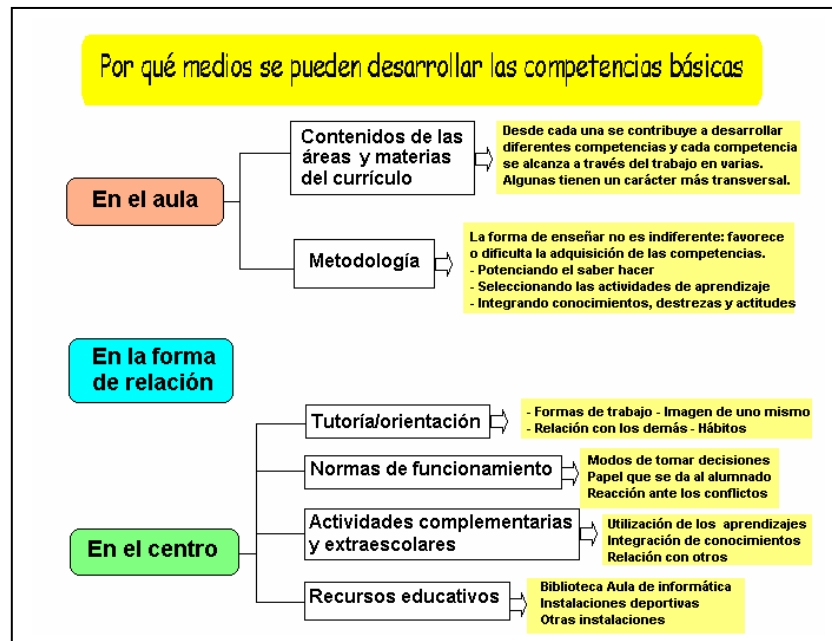 Por qué medios se pueden desarrollar las competencias básicas
En el aula
Contenidos de las
áreas y materias
del currículo
Desde cada una se contribuye a desarrollar
diferentes competencias y cada competencia
se alcanza a través del trabajo en varias.
Algunas tienen un carácter más transversal.
Metodología
La forma de enseñar no es indiferente: favorece
o dificulta la adquisición de las competencias.
- Potenciando el saber hacer
- Seleccionando las actividades de aprendizaje
- Integrando conocimientos, destrezas y actitudes
En la forma
de relación
En el centro
Tutoría/orientación
- Formas de trabajo - Imagen de uno mismo
- Relación con los demás - Hábitos
Normas de funcionamiento
Modos de tomar decisiones
Papel que se da al alumnado
Reacción ante los conflictos
Actividades complementarias
y extraescolares
Utilización de los aprendizajes
Integración de conocimientos
Relación con otros
Recursos educativos
Biblioteca Aula de informática
Instalaciones deportivas
Otras instalaciones